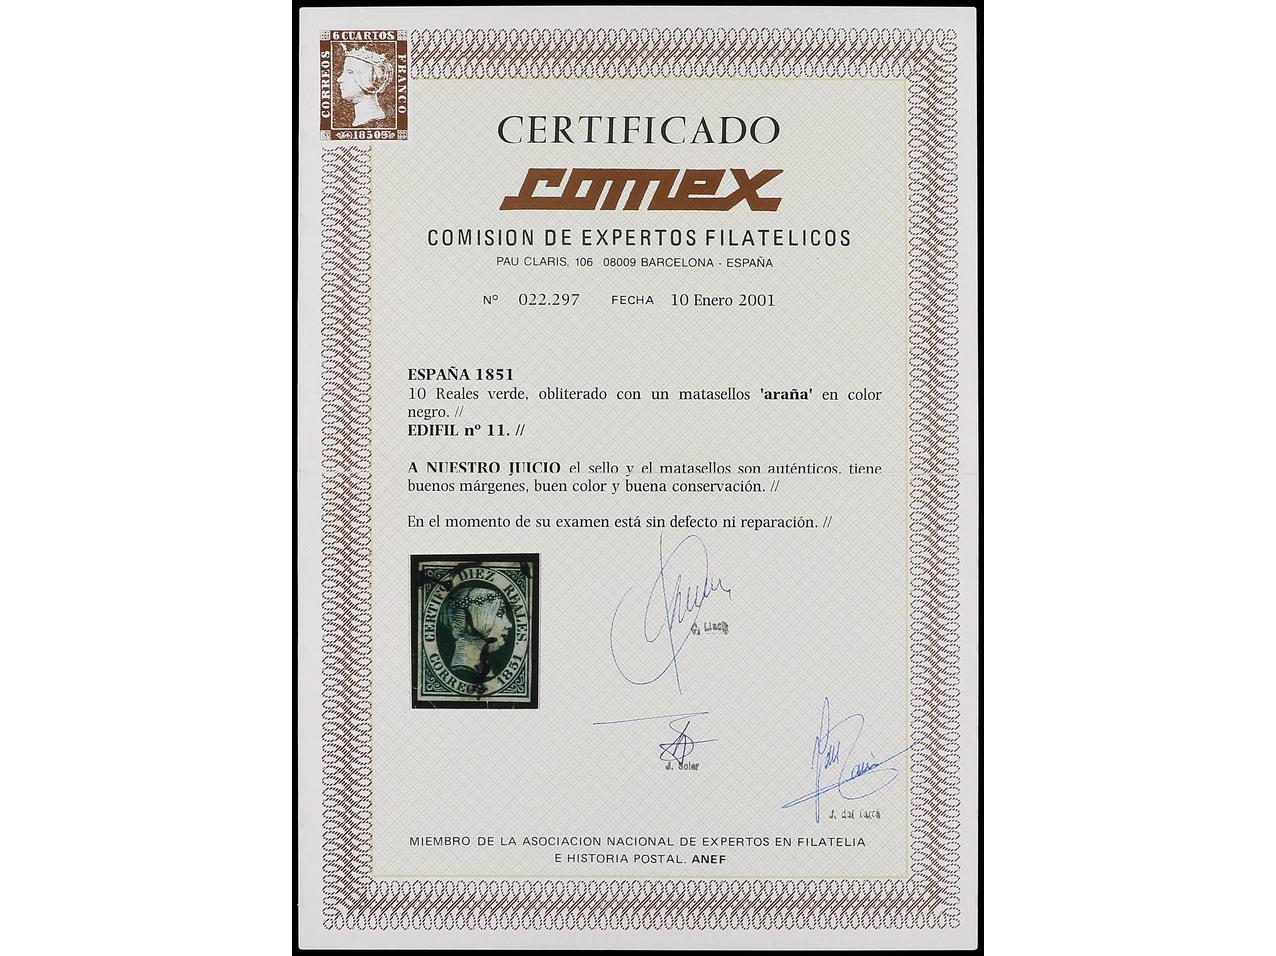 6 CUARTOS
CORREOS
FRANCO
1850
CERTIFICADO
comex
COMISION DE EXPERTOS FILATELICOS
PAU CLARIS, 106 08009 BARCELONA - ESPAÑA
Nº 022.297 FECHA 10 Enero 2001
ESPAÑA 1851
10 Reales verde, obliterado con un matasellos 'araña' en color
negro. //
EDIFIL nº 11. //
A NUESTRO JUICIO el sello y el matasellos son auténticos, tiene
buenos márgenes, buen color y buena conservación. //
En el momento de su examen está sin defecto ni reparación. //
CERTIFDO DIEZ REALES.
CORREOS 1851
J. Soler
MIEMBRO DE LA ASOCIACION NACIONAL DE EXPERTOS EN FILATELIA
E HISTORIA POSTAL. ANEF